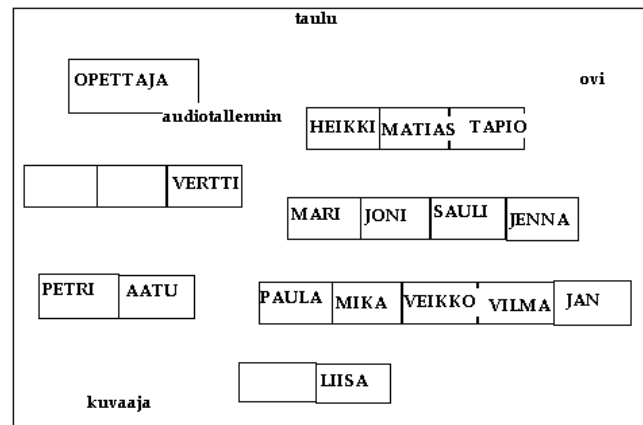 taulu
OPETTAJA
ovi
audiotallennin
HEIKKI MATIAS TAPIO
VERTTI
MARI JONI SAULI JENNA
PETRI AATU
PAULA MIKA VEIKKO VILMA JAN
LIISA
kuvaaja